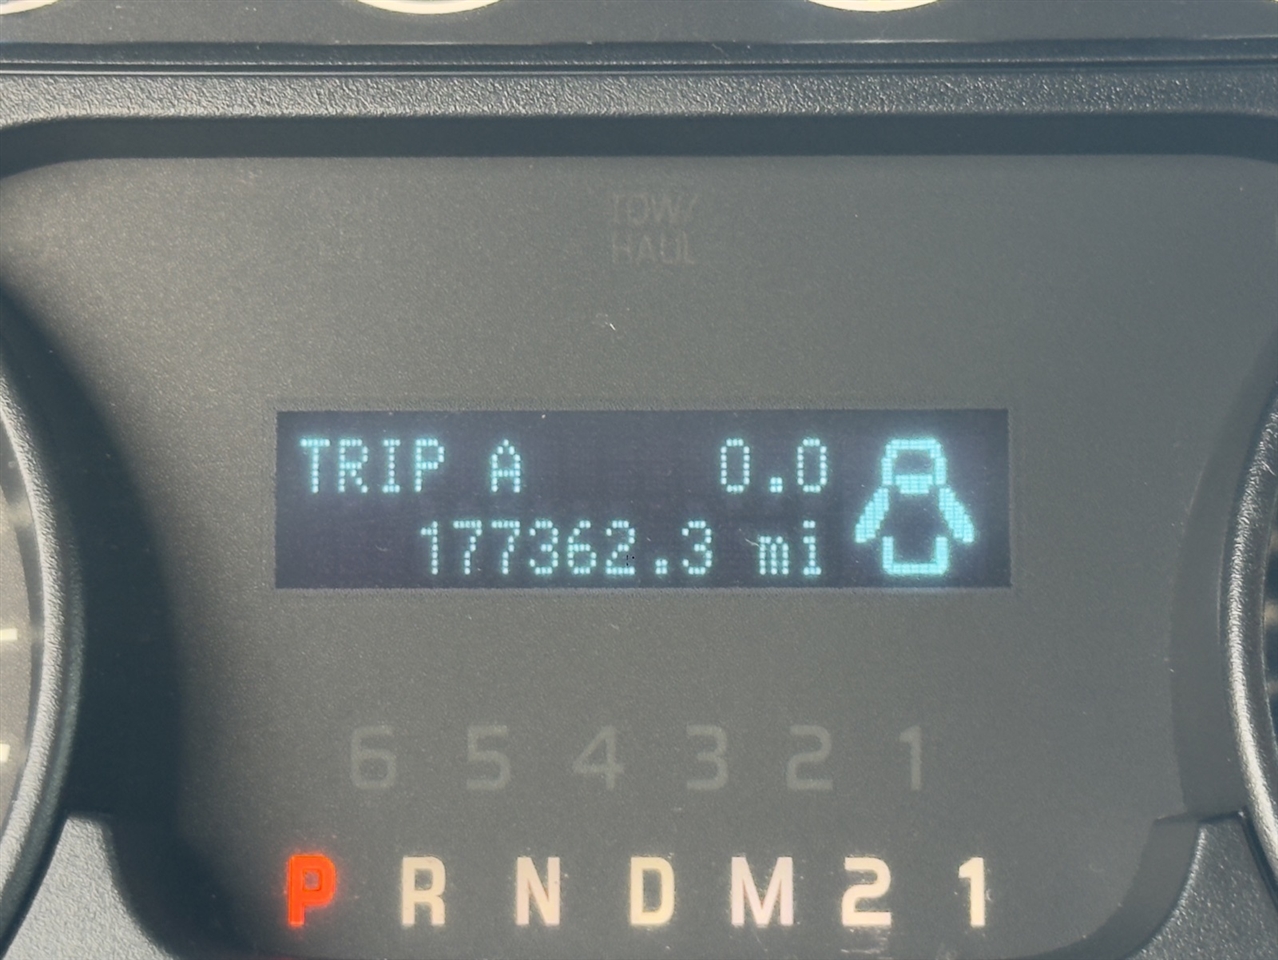 TOW/
HAUL
TRIP A 0.0
177362.3 mi
6 5 4 3 2 1
P R N D M 2 1